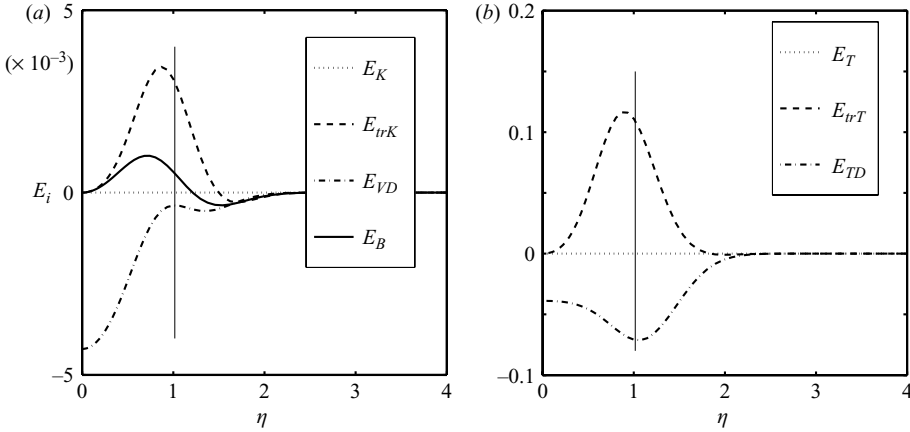 (a)
5
(× 10⁻³)
E_i
0
−5
0 1 2 3 4
η
E_K
E_trK
E_VD
E_B
(b)
0.2
0.1
0
−0.1
0 1 2 3 4
η
E_T
E_trT
E_TD